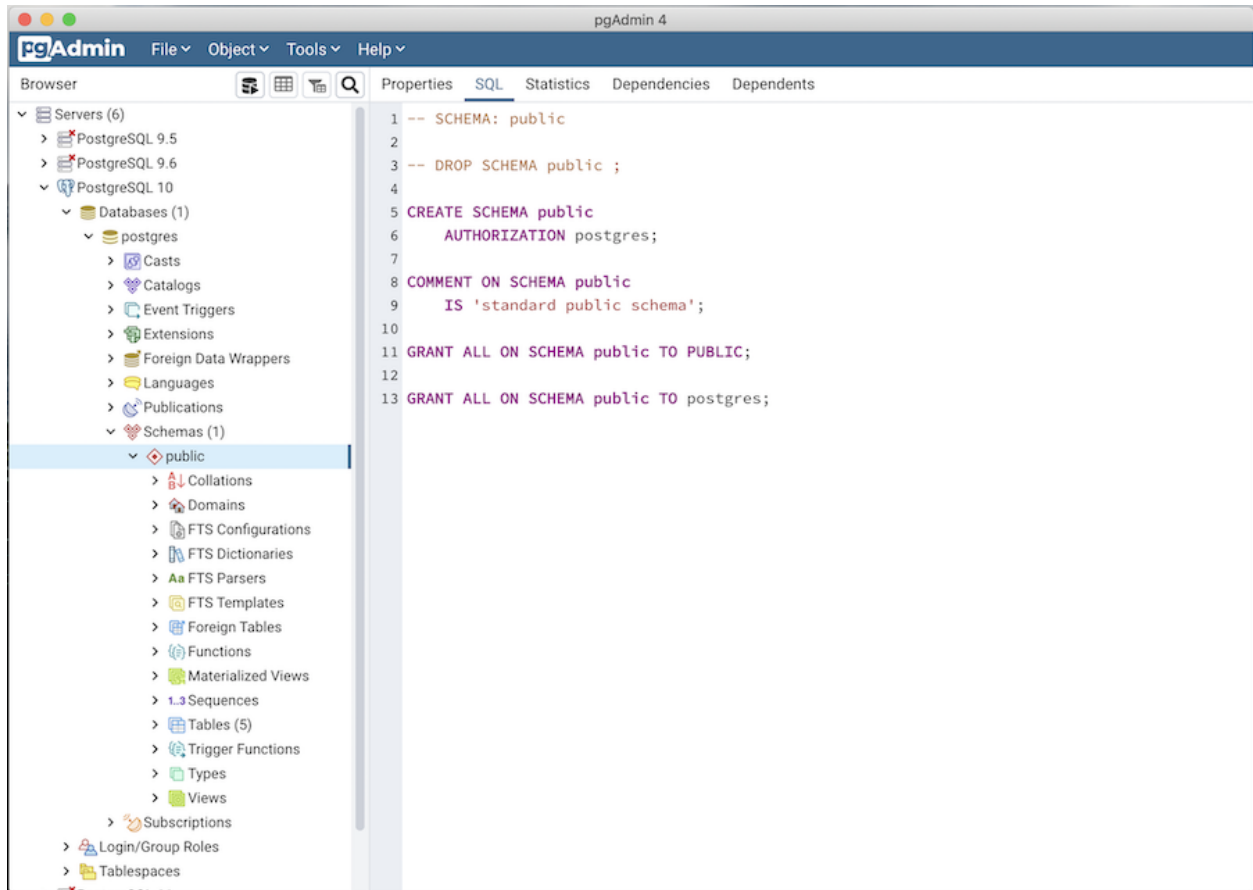 pgAdmin 4
pgAdmin File Object Tools Help
Browser
Properties SQL Statistics Dependencies Dependents
Servers (6)
PostgreSQL 9.5
PostgreSQL 9.6
PostgreSQL 10
Databases (1)
postgres
Casts
Catalogs
Event Triggers
Extensions
Foreign Data Wrappers
Languages
Publications
Schemas (1)
public
Collations
Domains
FTS Configurations
FTS Dictionaries
Aa FTS Parsers
FTS Templates
Foreign Tables
Functions
Materialized Views
1..3 Sequences
Tables (5)
Trigger Functions
Types
Views
Subscriptions
Login/Group Roles
Tablespaces
1 -- SCHEMA: public
2
3 -- DROP SCHEMA public ;
4
5 CREATE SCHEMA public
6     AUTHORIZATION postgres;
7
8 COMMENT ON SCHEMA public
9     IS 'standard public schema';
10
11 GRANT ALL ON SCHEMA public TO PUBLIC;
12
13 GRANT ALL ON SCHEMA public TO postgres;